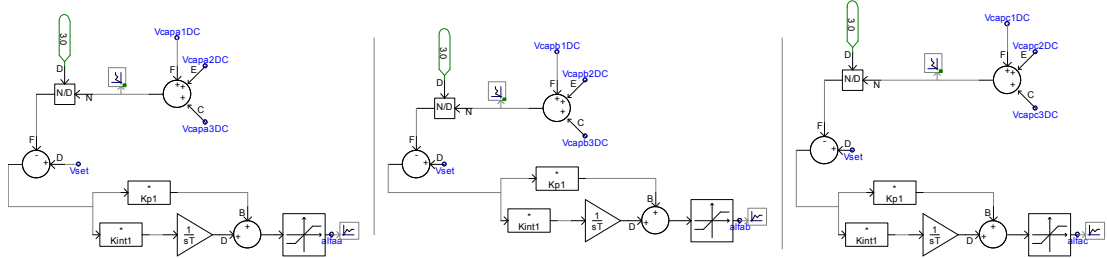 Vcapa1DC
3.0
D
F
Vcapa2DC
E
N/D
N
+
+
+
C
Vcapa3DC
F
-
+
D
Vset
*
Kp1
B
*
Kint1
1
sT
D
+
+
alfaa
Vcapb1DC
3.0
D
F
Vcapb2DC
E
N/D
N
+
+
+
C
Vcapb3DC
F
-
+
D
Vset
*
Kp1
B
*
Kint1
1
sT
D
+
+
alfab
Vcapc1DC
3.0
D
F
Vcapc2DC
E
N/D
N
+
+
+
C
Vcapc3DC
F
-
+
D
Vset
*
Kp1
B
*
Kint1
1
sT
D
+
+
alfac